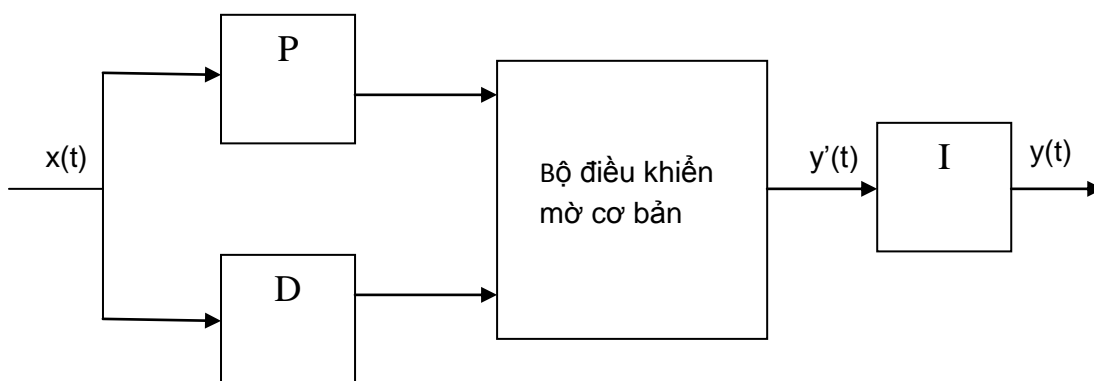 P
x(t)
Bộ điều khiển
mờ cơ bản
y’(t)
I
y(t)
D